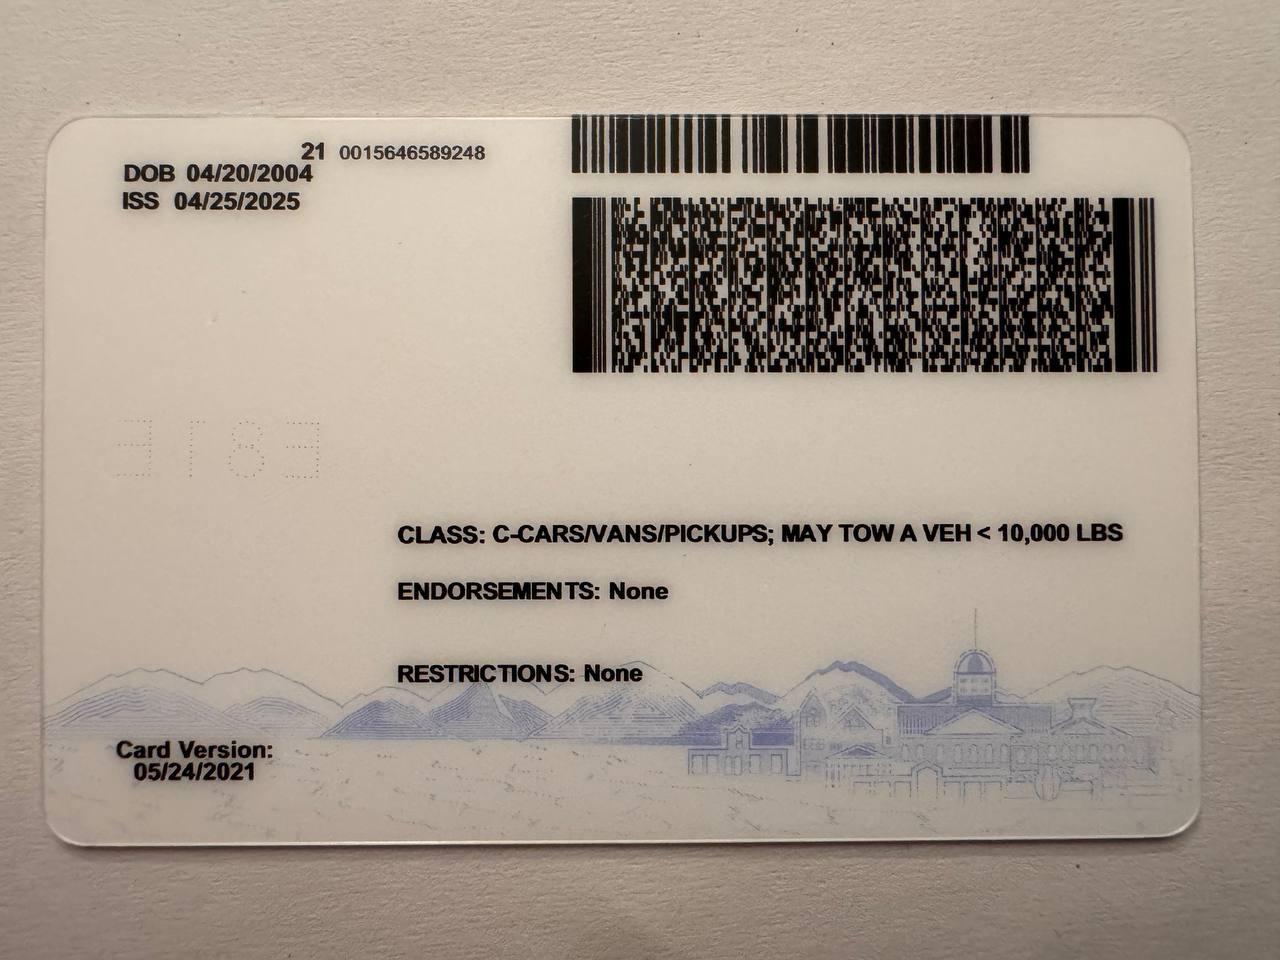 21 0015646589248
DOB 04/20/2004
ISS 04/25/2025
CLASS: C-CARS/VANS/PICKUPS; MAY TOW A VEH < 10,000 LBS
ENDORSEMENTS: None
RESTRICTIONS: None
Card Version:
05/24/2021